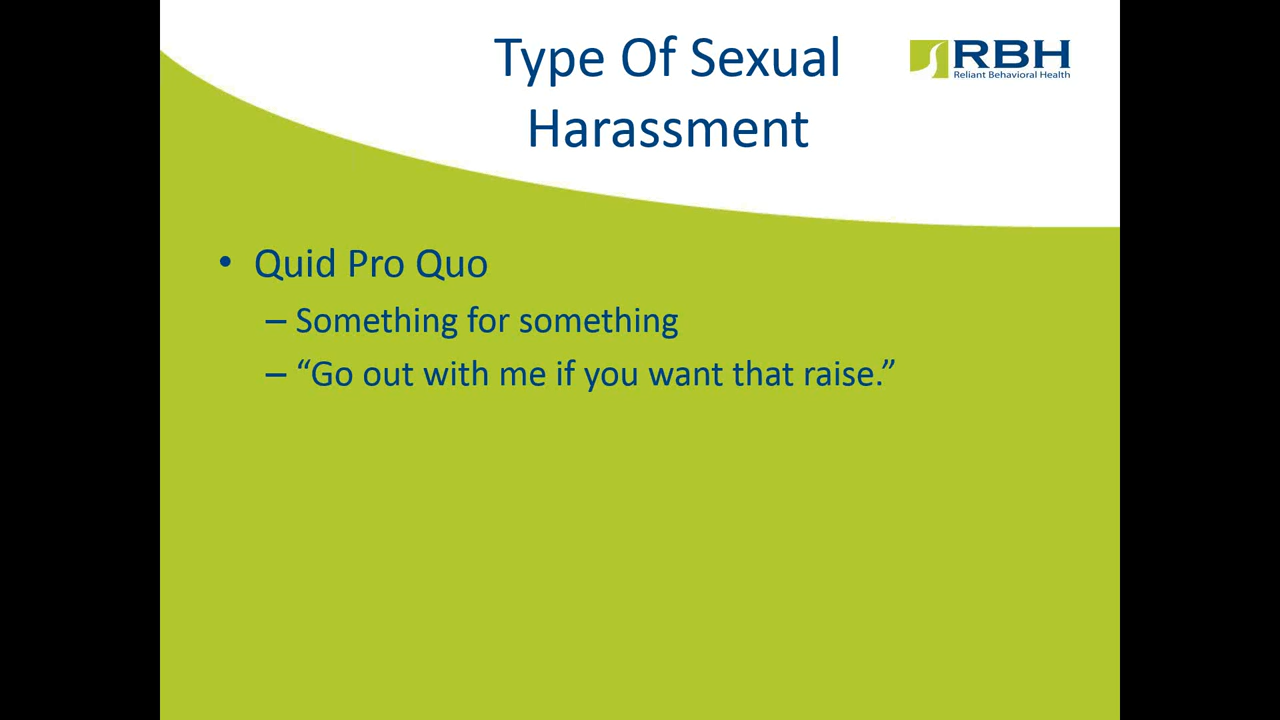 Type Of Sexual
Harassment
RBH
Reliant Behavioral Health
• Quid Pro Quo
– Something for something
– “Go out with me if you want that raise.”